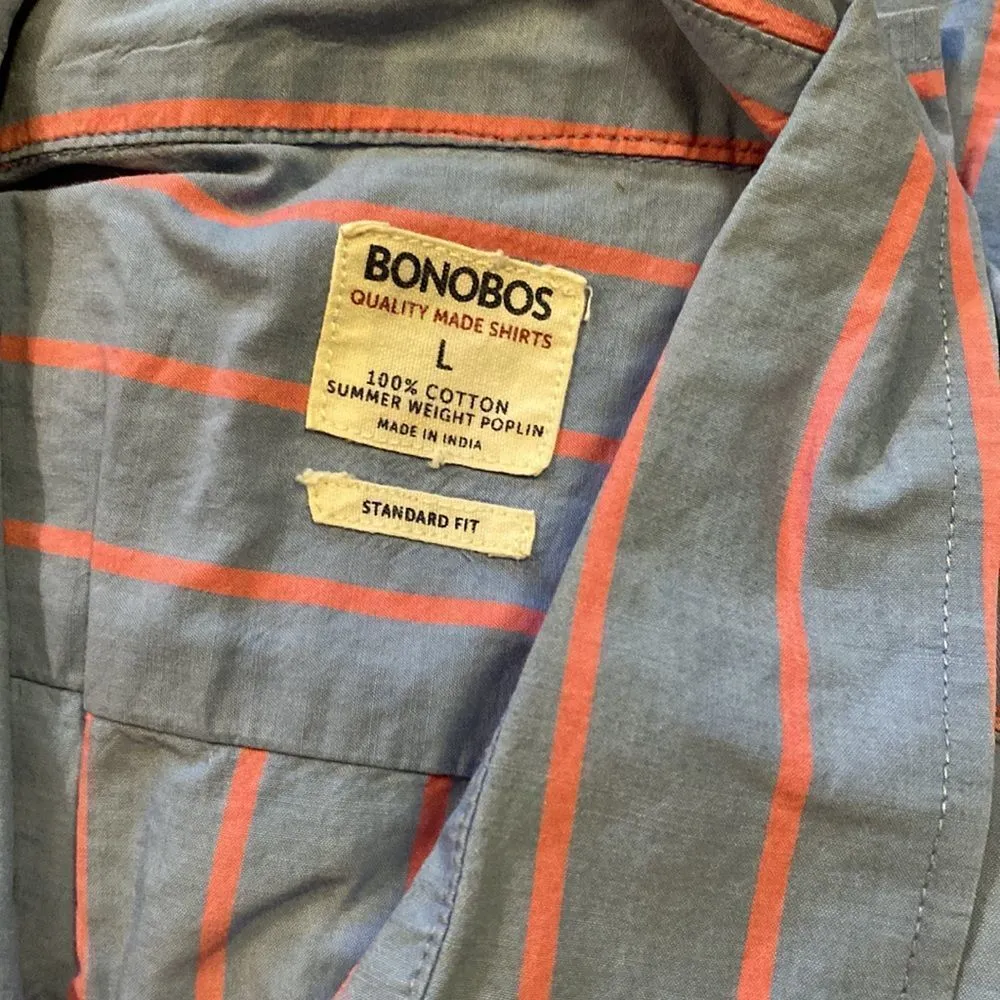 BONOBOS
QUALITY MADE SHIRTS
L
100% COTTON
SUMMER WEIGHT POPLIN
MADE IN INDIA
STANDARD FIT